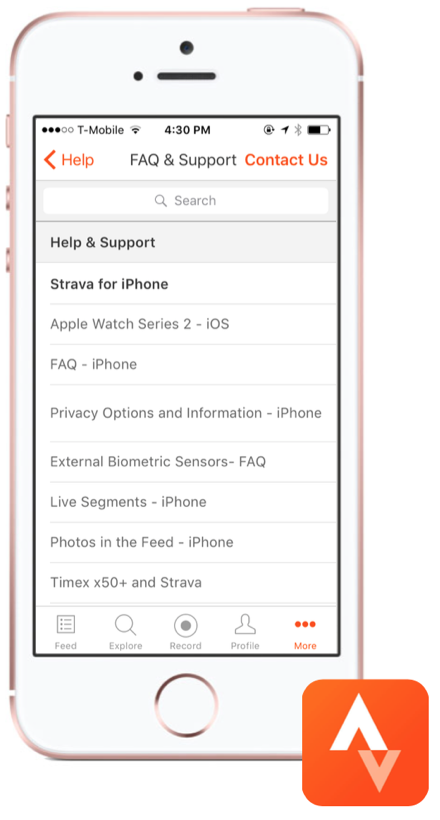 T-Mobile 4:30 PM
Help FAQ & Support Contact Us
Search
Help & Support
Strava for iPhone
Apple Watch Series 2 - iOS
FAQ - iPhone
Privacy Options and Information - iPhone
External Biometric Sensors- FAQ
Live Segments - iPhone
Photos in the Feed - iPhone
Timex x50+ and Strava
Feed Explore Record Profile More